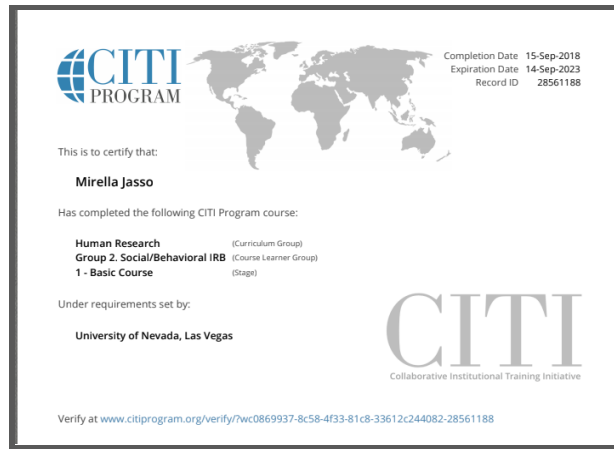 CITI
PROGRAM
Completion Date 15-Sep-2018
Expiration Date 14-Sep-2023
Record ID 28561188
This is to certify that:
Mirella Jasso
Has completed the following CITI Program course:
Human Research (Curriculum Group)
Group 2. Social/Behavioral IRB (Course Learner Group)
1 - Basic Course (Stage)
Under requirements set by:
University of Nevada, Las Vegas
CITI
Collaborative Institutional Training Initiative
Verify at www.citiprogram.org/verify/?wc0869937-8c58-4f33-81c8-33612c244082-28561188